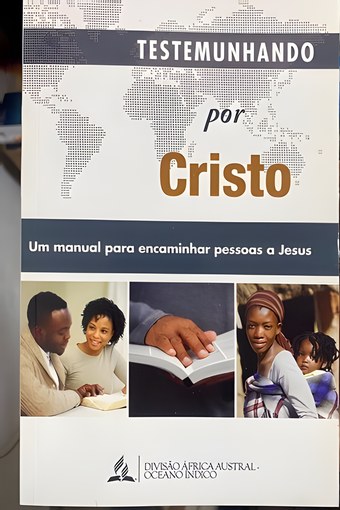 TESTEMUNHANDO
por
Cristo
Um manual para encaminhar pessoas a Jesus
DIVISÃO ÁFRICA AUSTRAL -
OCEANO ÍNDICO